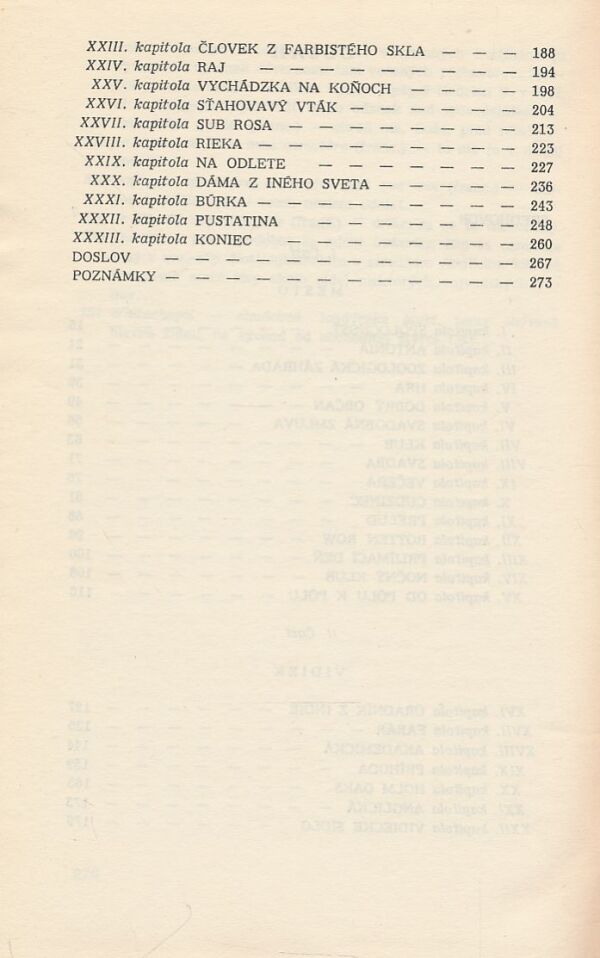 XXIII. kapitola ČLOVEK Z FARBISTÉHO SKLA — — — 188
XXIV. kapitola RAJ — — — — — — — — 194
XXV. kapitola VYCHÁDZKA NA KOŇOCH — — — — 198
XXVI. kapitola SŤAHOVAVÝ VTÁK — — — — — 204
XXVII. kapitola SUB ROSA — — — — — — — 213
XXVIII. kapitola RIEKA — — — — — — — — 223
XXIX. kapitola NA ODLETE — — — — — — 227
XXX. kapitola DÁMA Z INÉHO SVETA — — — — — 236
XXXI. kapitola BÚRKA — — — — — — — — 243
XXXII. kapitola PUSTATINA — — — — — — — 248
XXXIII. kapitola KONIEC — — — — — — — 260
DOSLOV — — — — — — — — — — — 267
POZNÁMKY — — — — — — — — — — — 273